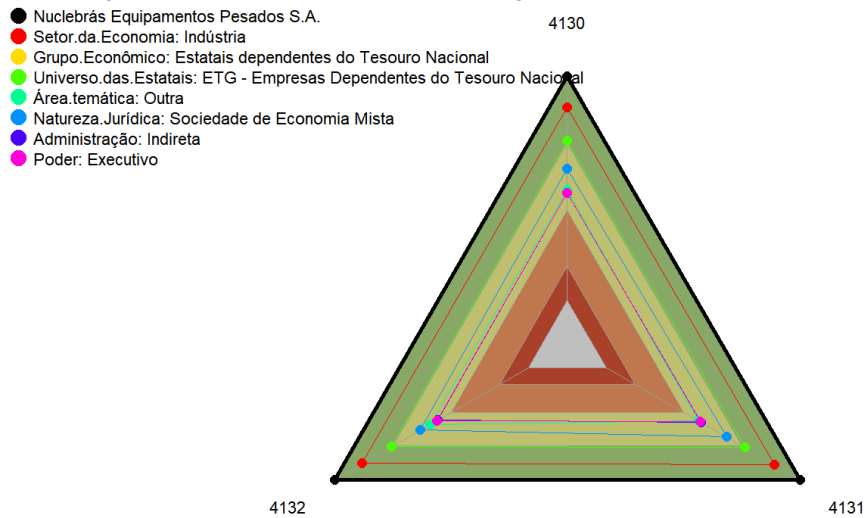 Nuclebrás Equipamentos Pesados S.A.
Setor.da.Economia: Indústria
Grupo.Econômico: Estatais dependentes do Tesouro Nacional
Universo.das.Estatais: ETG - Empresas Dependentes do Tesouro Nacional
Área.temática: Outra
Natureza.Jurídica: Sociedade de Economia Mista
Administração: Indireta
Poder: Executivo
4130
4132
4131